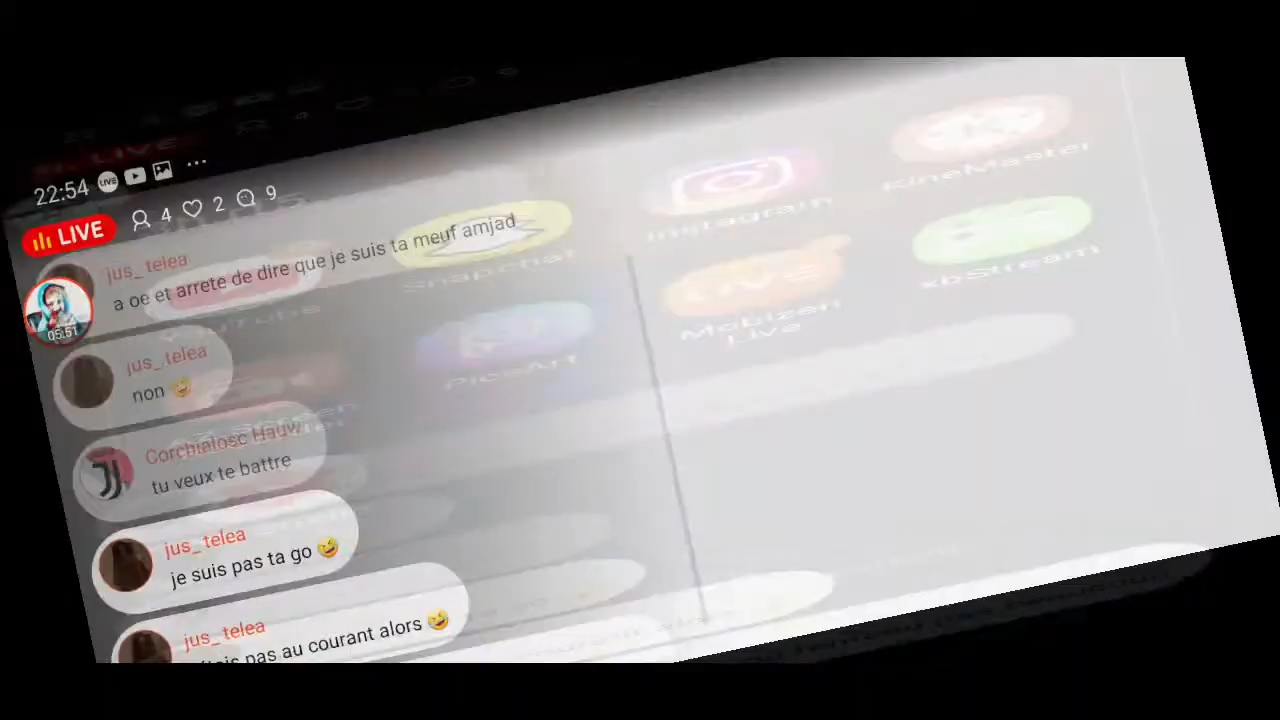 22:54 LIVE ...
LIVE 4 2 9
jus_telea
a oe et arrete de dire que je suis ta meuf amjad
05:51
jus_telea
non 🤣
Corchialosc Hauw
tu veux te battre
jus_telea
je suis pas ta go 🤣
jus_telea
pas au courant alors 🤣
Snapchat
Instagram
KineMaster
PicsArt
Mobizen
Live
xbStream